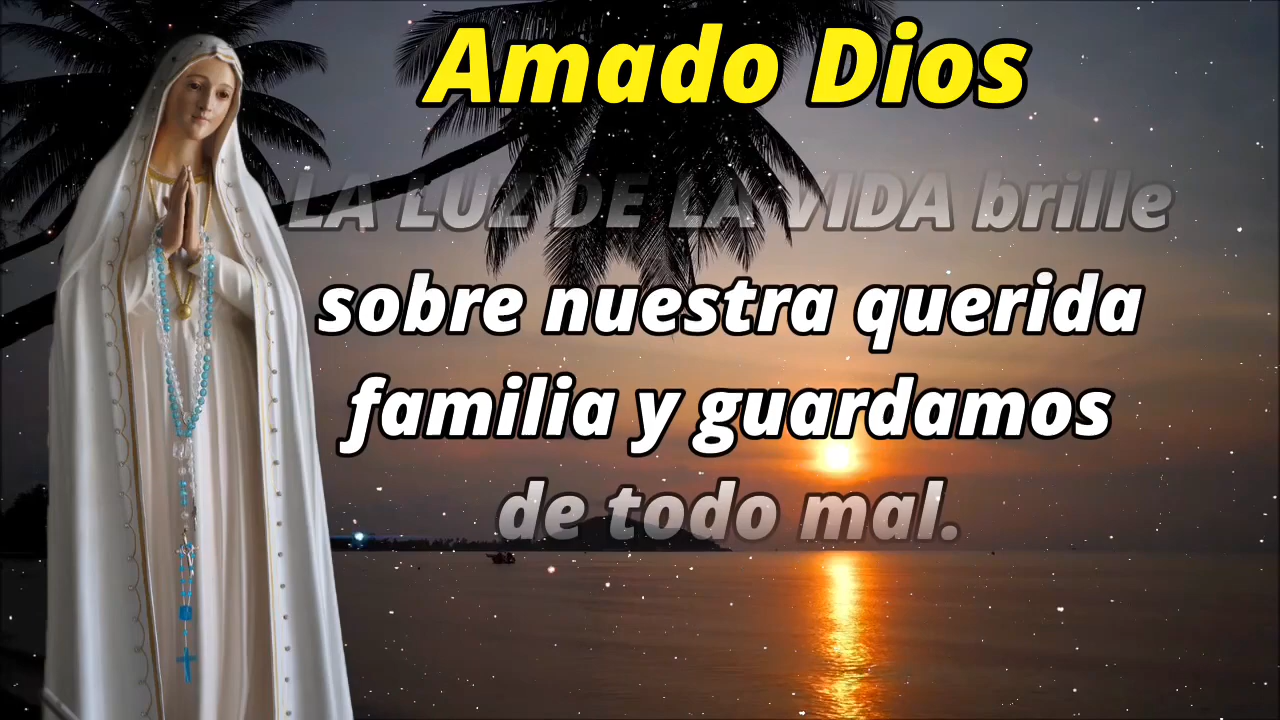 Amado Dios
LA LUZ DE LA VIDA brille
sobre nuestra querida
familia y guardamos
de todo mal.